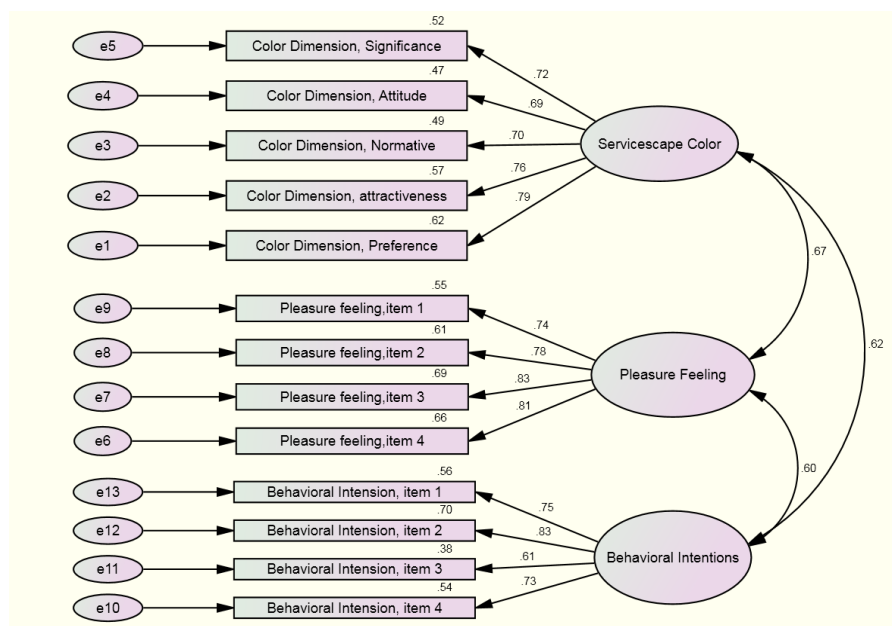 .52
e5 Color Dimension, Significance
.72
.47
e4 Color Dimension, Attitude
.69
.49
e3 Color Dimension, Normative
.70
Servicescape Color
.57
e2 Color Dimension, attractiveness
.76
.79
.62
e1 Color Dimension, Preference
.67
.55
e9 Pleasure feeling,item 1
.74
.61
e8 Pleasure feeling,item 2
.78
.62
.69
e7 Pleasure feeling,item 3
.83
Pleasure Feeling
.81
.66
e6 Pleasure feeling,item 4
.60
.56
e13 Behavioral Intension, item 1
.75
.70
e12 Behavioral Intension, item 2
.83
.38
e11 Behavioral Intension, item 3
.61
Behavioral Intentions
.73
.54
e10 Behavioral Intension, item 4